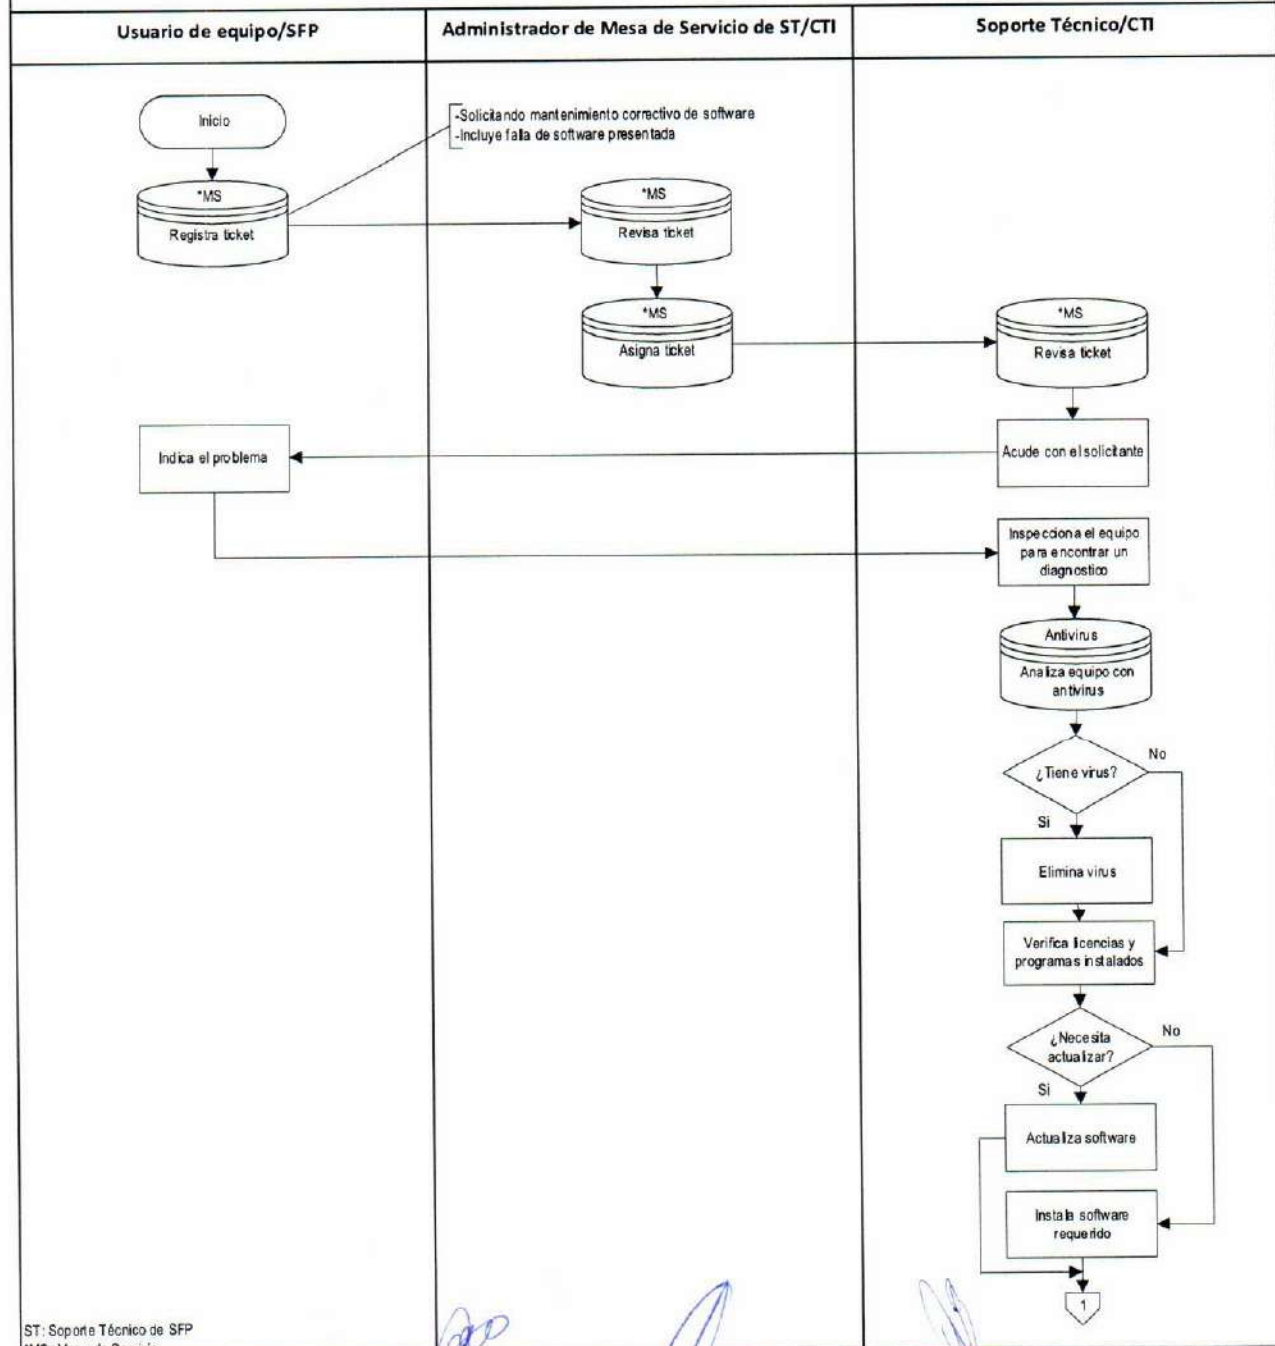 Usuario de equipo/SFP
Administrador de Mesa de Servicio de ST/CTI
Soporte Técnico/CTI
Inicio
-Solicitando mantenimiento correctivo de software
-Incluye falla de software presentada
*MS
Registra ticket
*MS
Revisa ticket
*MS
Asigna ticket
*MS
Revisa ticket
Acude con el solicitante
Indica el problema
Inspecciona el equipo
para encontrar un
diagnostico
Antivirus
Analiza equipo con
antivirus
¿Tiene virus?
No
Si
Elimina virus
Verifica licencias y
programas instalados
¿Necesita
actualizar?
No
Si
Actualiza software
Instala software
requerido
1
ST: Soporte Técnico de SFP